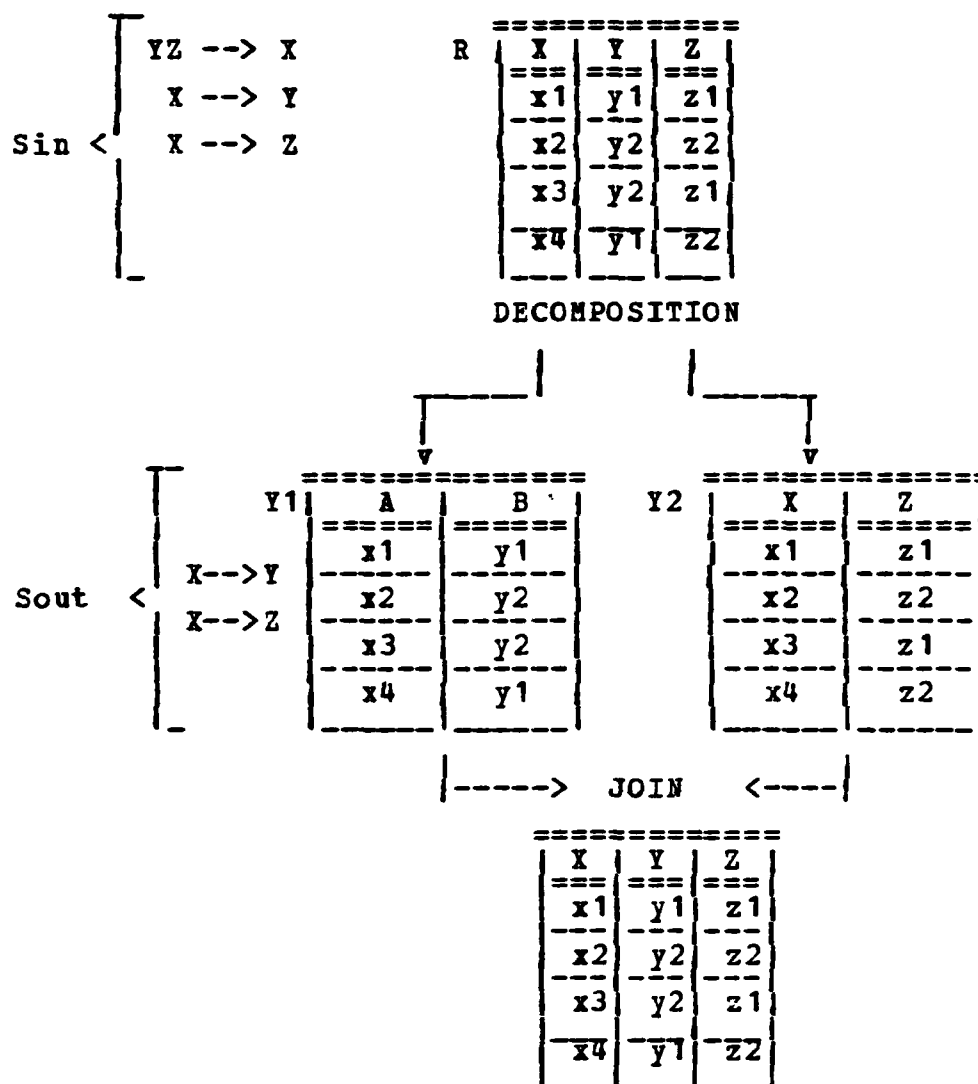 YZ --> X
X --> Y
Sin < X --> Z
R X Y Z
x1 y1 z1
x2 y2 z2
x3 y2 z1
x4 y1 z2
DECOMPOSITION
Y1 A B
x1 y1
x2 y2
x3 y2
x4 y1
Sout <
X-->Y
X-->Z
Y2 X Z
x1 z1
x2 z2
x3 z1
x4 z2
-----> JOIN <----
X Y Z
x1 y1 z1
x2 y2 z2
x3 y2 z1
x4 y1 z2